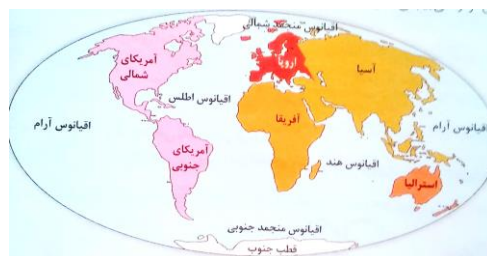 اقیانوس منجمد شمالی
آمریکای
شمالی
اروپا
آسیا
اقیانوس اطلس
آفریقا
اقیانوس آرام
اقیانوس آرام
آمریکای
جنوبی
اقیانوس هند
استرالیا
اقیانوس منجمد جنوبی
قطب جنوب